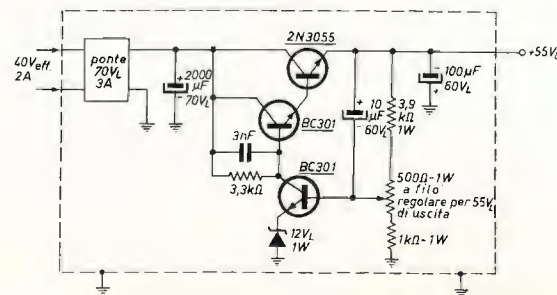 2N3055
+55VL
40Veff.
2A
ponte
70VL
3A
+ 2000
µF
- 70VL
BC301
3nF
3,3kΩ
BC301
12VL
1W
+
10
µF
60VL
-
3,9
kΩ
1W
- 100µF
+ 60VL
500Ω-1W
a filo
regolare per 55VL
di uscita
1kΩ-1W